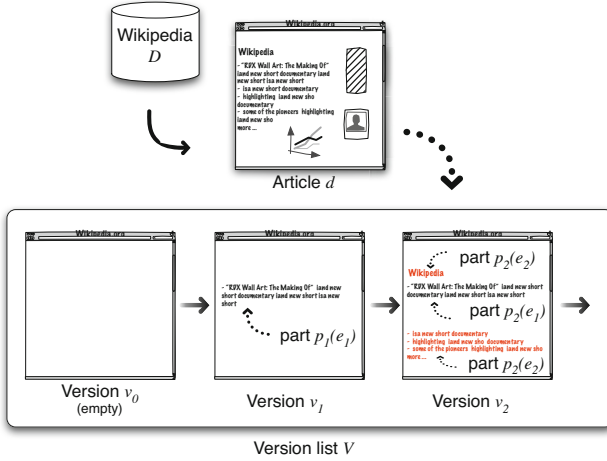 Wikipedia
D
Wikipedia.org
Wikipedia
- "RDX Wall Art: The Making Of"
land new short documentary land
new short isa new short
- isa new short documentary
- highlighting land new sho
documentary
- some of the pioneers highlighting
land new sho
more ...
Article d
Wikipedia.org
Version v0
(empty)
Wikipedia.org
- "RDX Wall Art: The Making Of" land new
short documentary land new short isa new
short
part p1(e1)
Version v1
Wikipedia.org
part p2(e2)
Wikipedia
- "RDX Wall Art: The Making Of" land new short
documentary land new short isa new short
part p2(e1)
- isa new short documentary
- highlighting land new sho documentary
- some of the pioneers highlighting land new sho
more ...
part p2(e2)
Version v2
Version list V